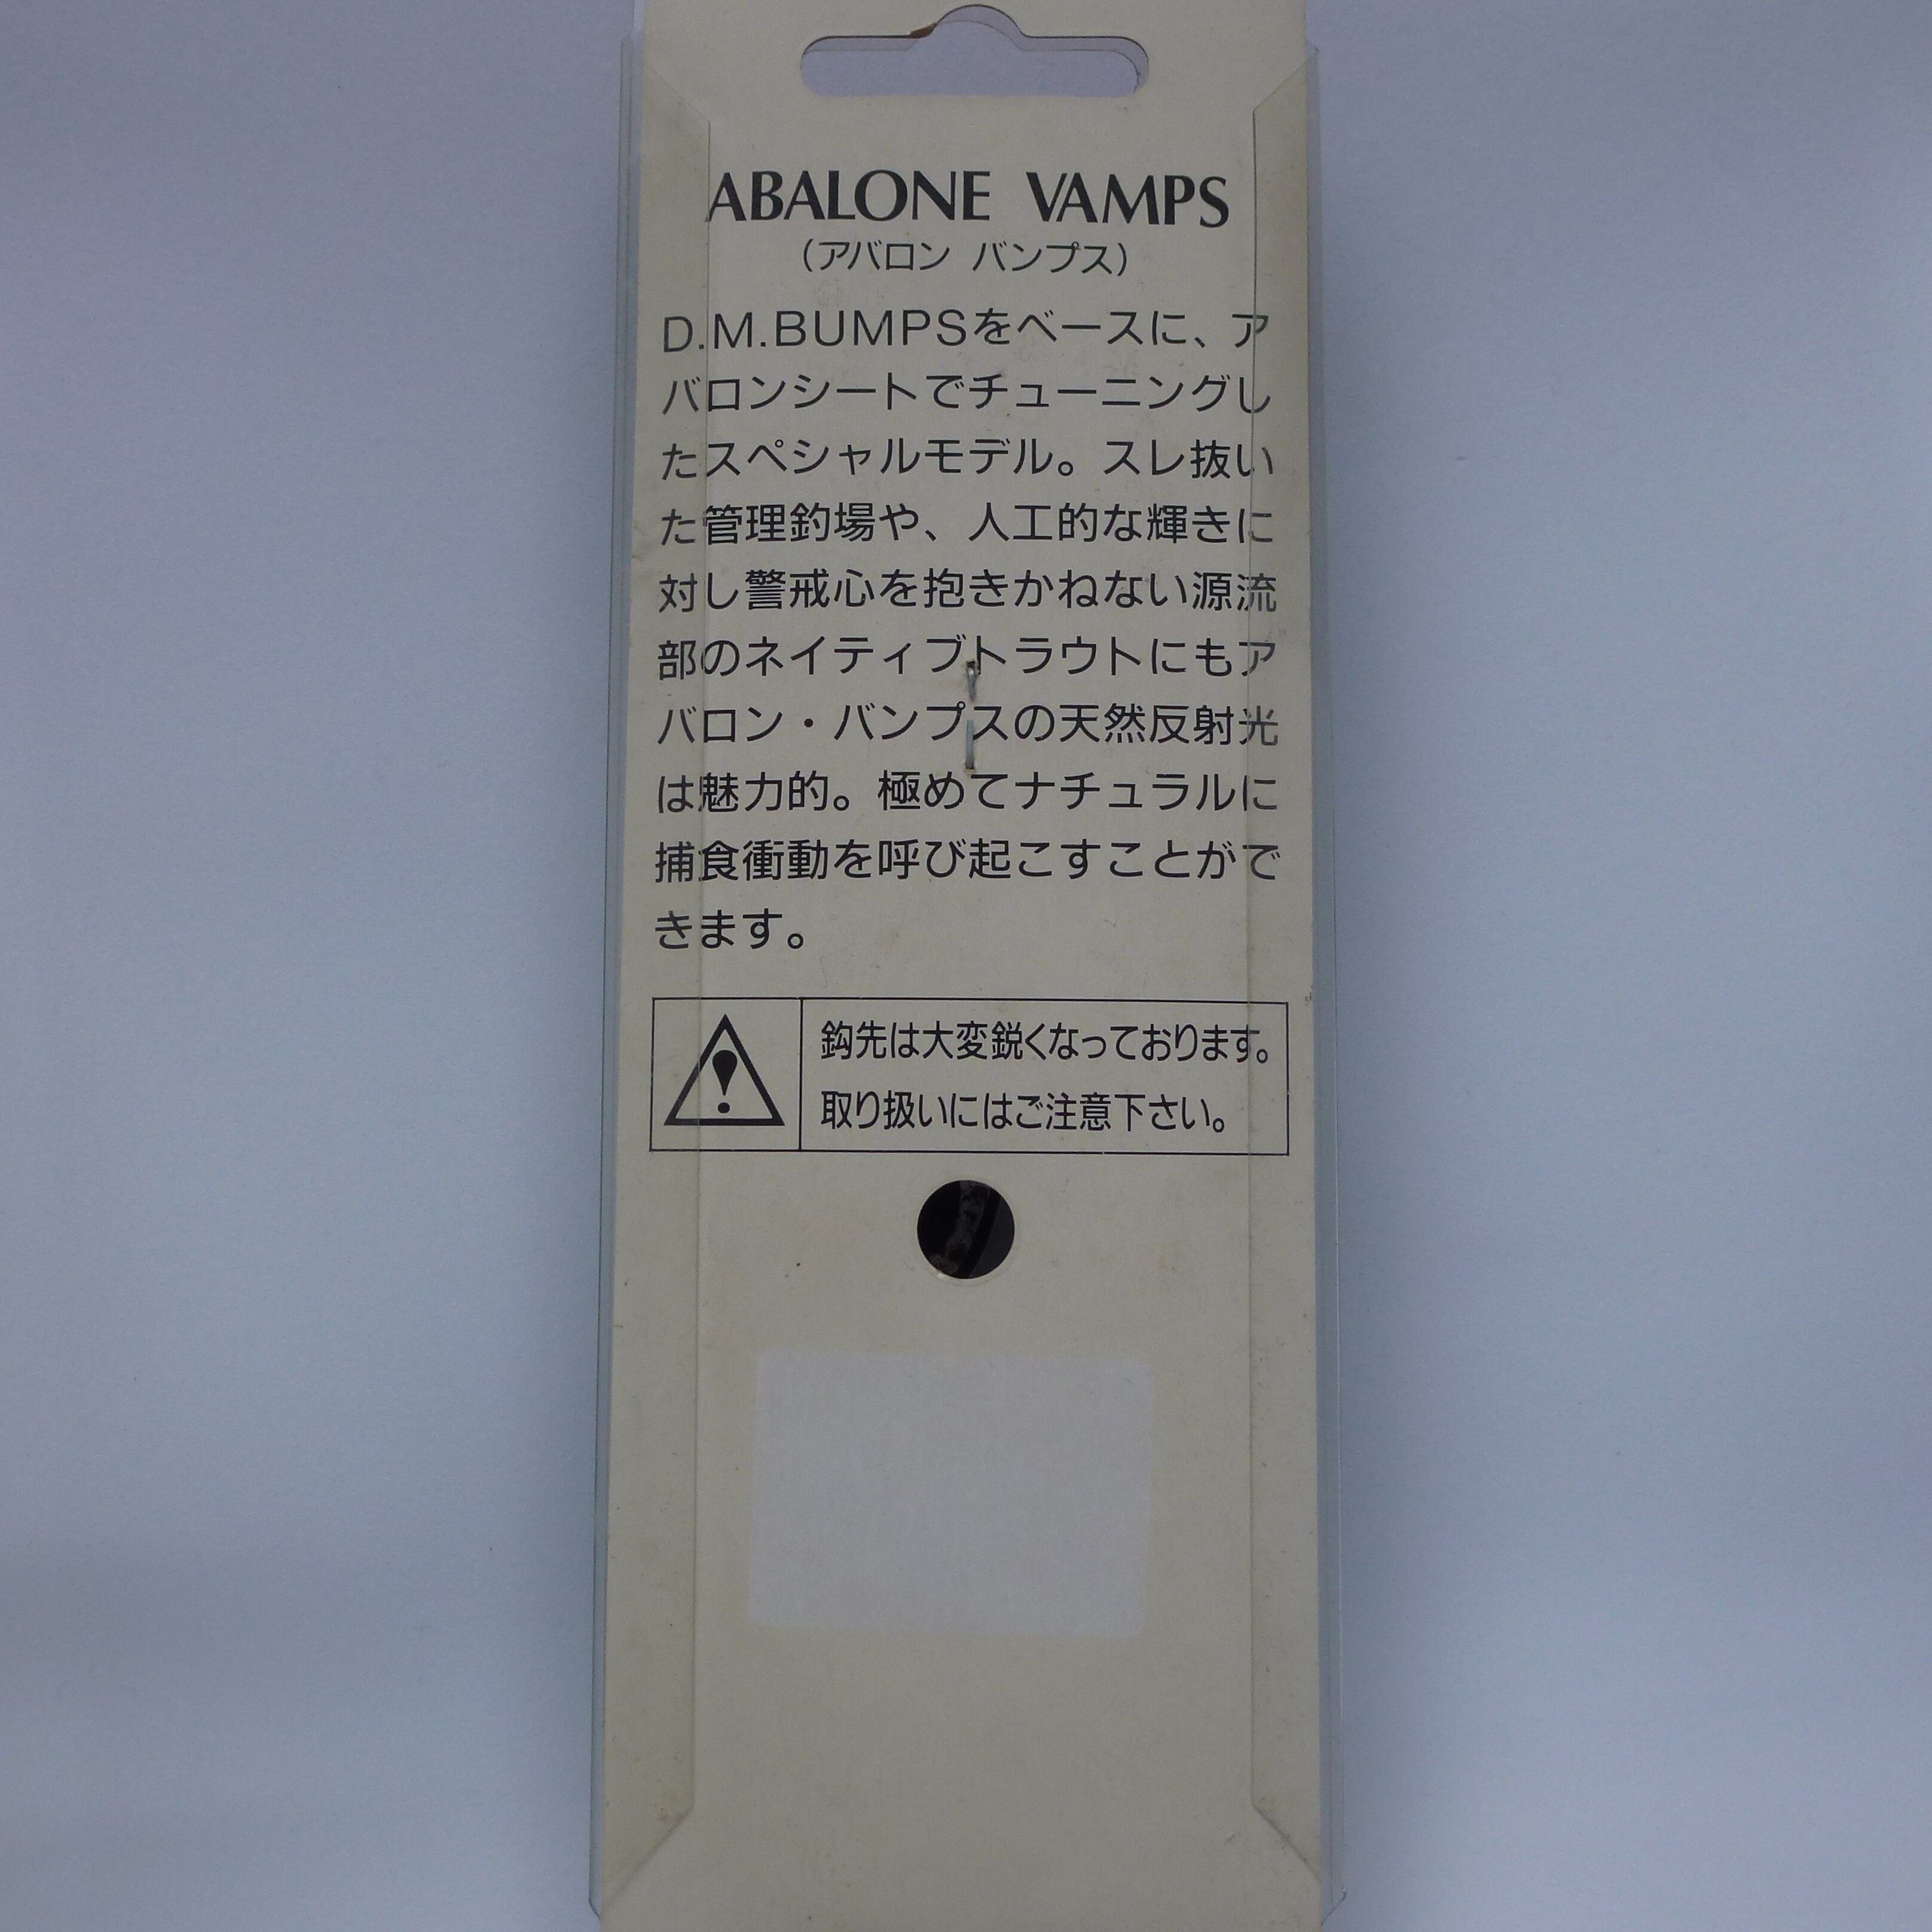 ABALONE VAMPS
(アバロン バンプス)
D.M.BUMPSをベースに、ア
バロンシートでチューニングし
たスペシャルモデル。スレ抜い
た管理釣場や、人工的な輝きに
対し警戒心を抱きかねない源流
部のネイティブトラウトにもア
バロン・バンプスの天然反射光
は魅力的。極めてナチュラルに
捕食衝動を呼び起こすことがで
きます。
鈎先は大変鋭くなっております。
取り扱いにはご注意下さい。